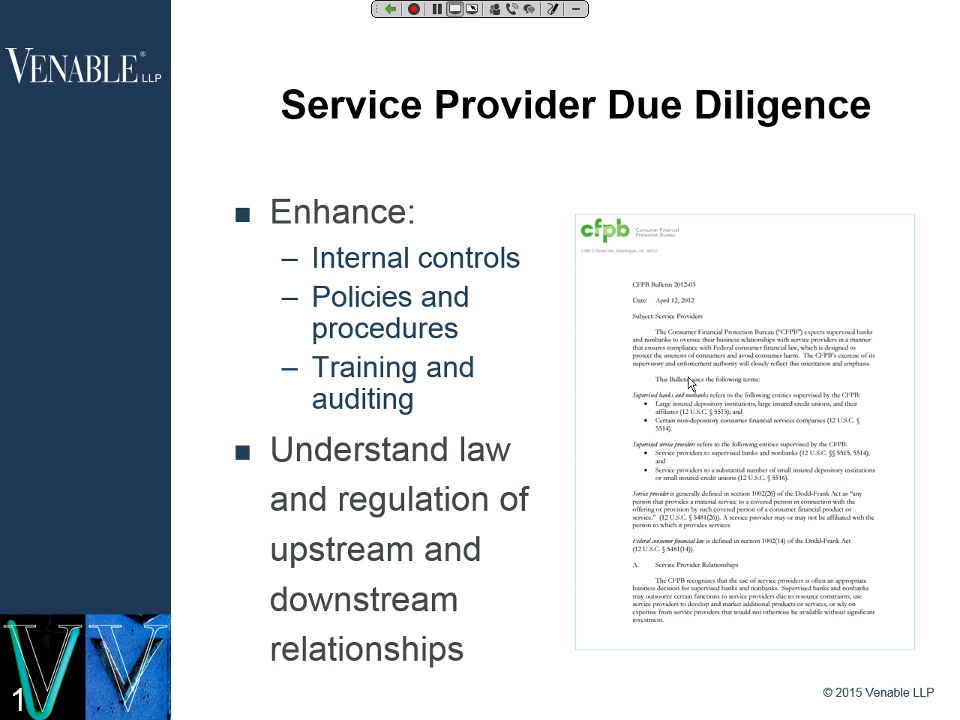 VENABLE® LLP
Service Provider Due Diligence
■ Enhance:
– Internal controls
– Policies and
procedures
– Training and
auditing
■ Understand law
and regulation of
upstream and
downstream
relationships
cfpb Consumer Financial
Protection Bureau
1700 G Street NW, Washington, DC 20552
CFPB Bulletin 2012-03
Date: April 12, 2012
Subject: Service Providers
The Consumer Financial Protection Bureau (“CFPB”) expects supervised banks
and nonbanks to oversee their business relationships with service providers in a manner
that ensures compliance with Federal consumer financial law, which is designed to
protect the interests of consumers and avoid consumer harm. The CFPB’s exercise of its
supervisory and enforcement authority will closely reflect this orientation and emphasis.
This Bulletin uses the following terms:
Supervised banks and nonbanks refers to the following entities supervised by the CFPB:
• Large insured depository institutions, large insured credit unions, and their
affiliates (12 U.S.C. § 5515); and
• Certain non-depository consumer financial services companies (12 U.S.C. §
5514).
Supervised service providers refers to the following entities supervised by the CFPB:
• Service providers to supervised banks and nonbanks (12 U.S.C. §§ 5515, 5514);
and
• Service providers to a substantial number of small insured depository institutions
or small insured credit unions (12 U.S.C. § 5516).
Service provider is generally defined in section 1002(26) of the Dodd-Frank Act as “any
person that provides a material service to a covered person in connection with the
offering or provision by such covered person of a consumer financial product or
service.” (12 U.S.C. § 5481(26)). A service provider may or may not be affiliated with the
person to which it provides services.
Federal consumer financial law is defined in section 1002(14) of the Dodd-Frank Act
(12 U.S.C. § 5481(14)).
A. Service Provider Relationships
The CFPB recognizes that the use of service providers is often an appropriate
business decision for supervised banks and nonbanks. Supervised banks and nonbanks
may outsource certain functions to service providers due to resource constraints, use
service providers to develop and market additional products or services, or rely on
expertise from service providers that would not otherwise be available without significant
investment.
1
© 2015 Venable LLP